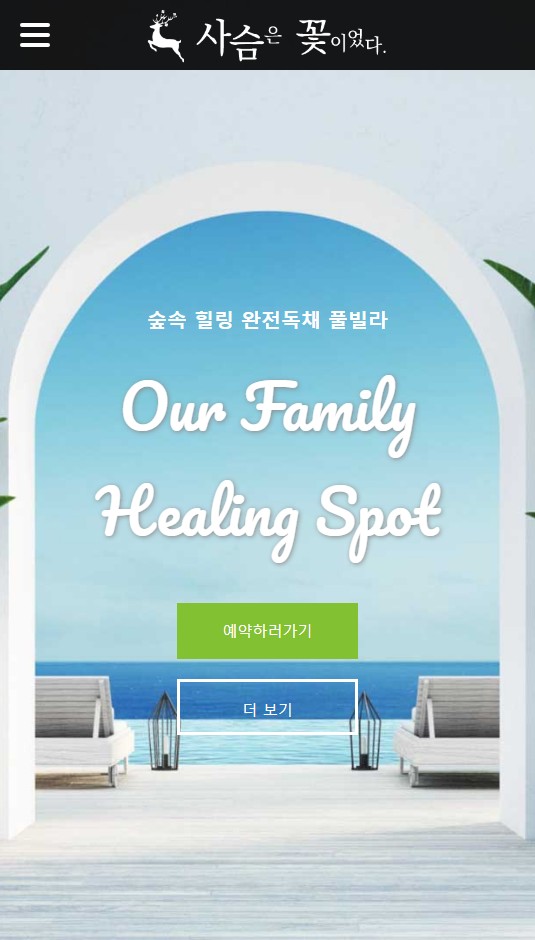 사슴은 꽃이었다.
숲속 힐링 완전독채 풀빌라
Our Family
Healing Spot
예약하러가기
더 보기